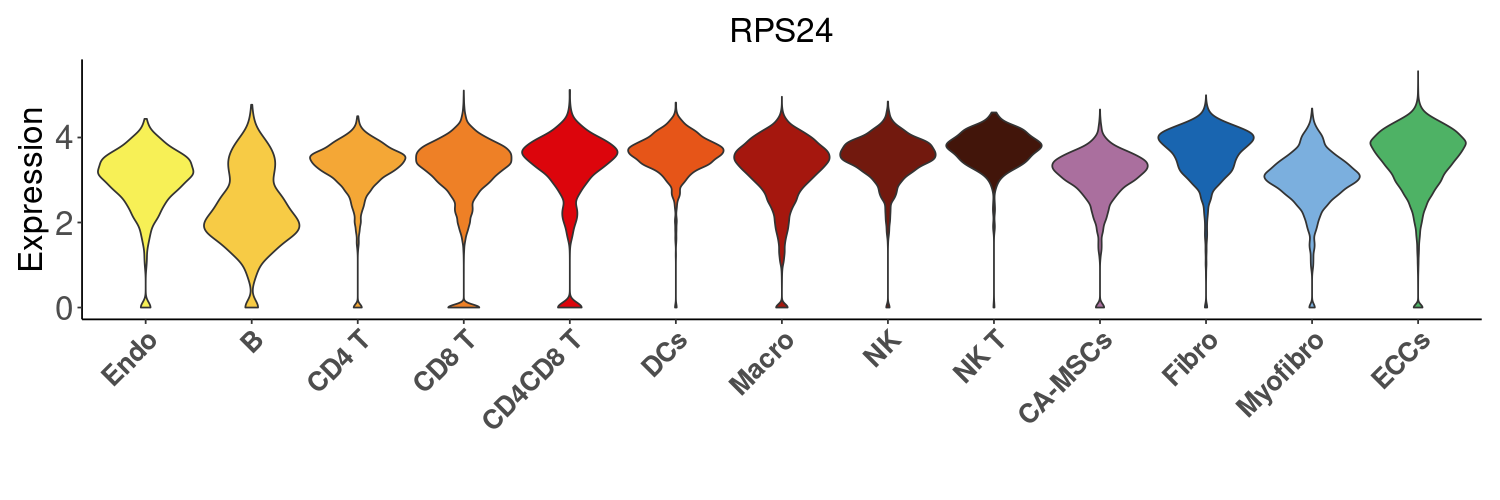 RPS24
Expression
4
2
0
Endo
B
CD4 T
CD8 T
CD4CD8 T
DCs
Macro
NK
NK T
CA-MSCs
Fibro
Myofibro
ECCs